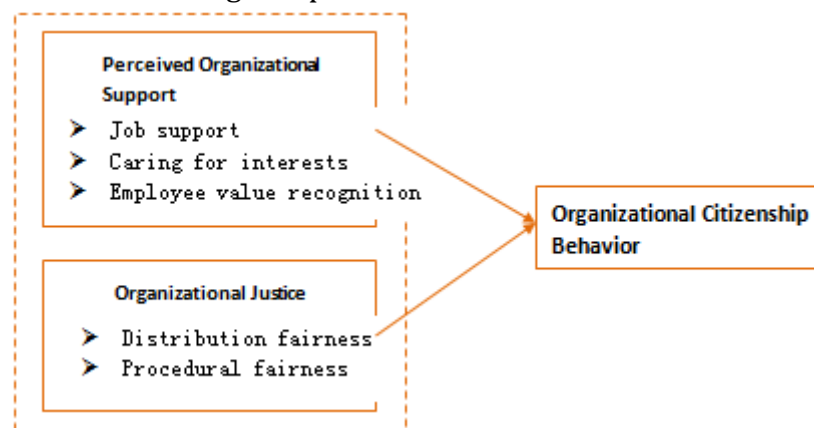 Perceived Organizational
Support
➤ Job support
➤ Caring for interests
➤ Employee value recognition
Organizational Citizenship
Behavior
Organizational Justice
➤ Distribution fairness
➤ Procedural fairness